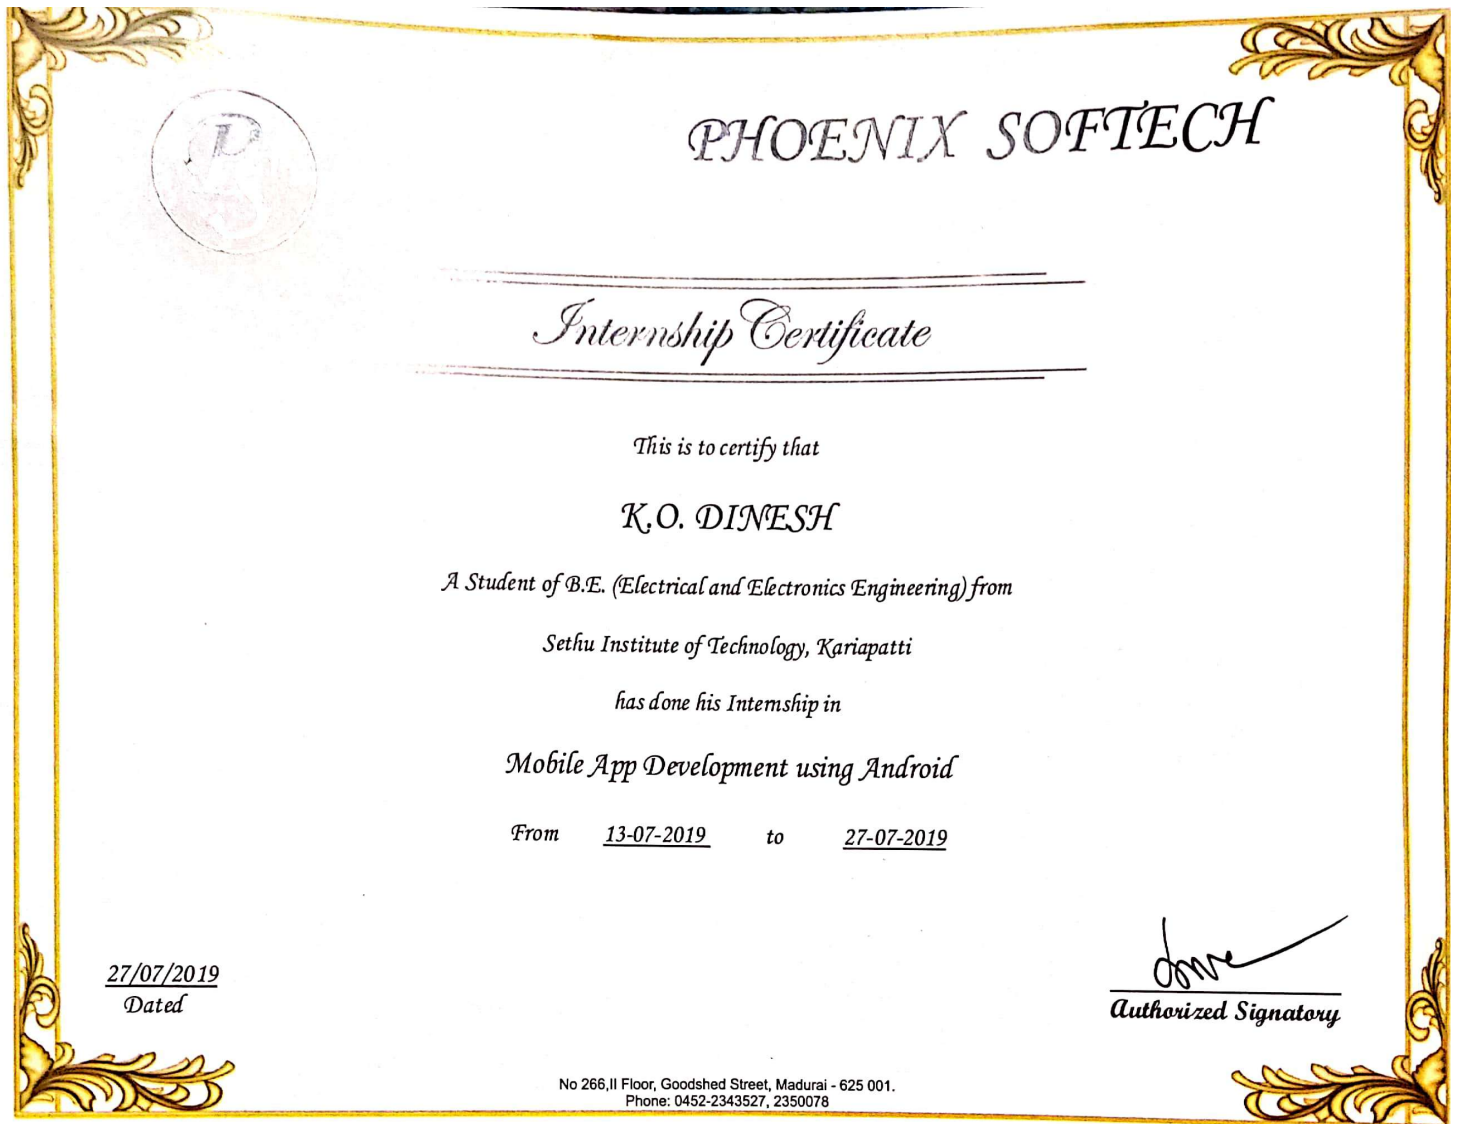 PHOENIX SOFTECH
Internship Certificate
This is to certify that
K.O. DINESH
A Student of B.E. (Electrical and Electronics Engineering) from
Sethu Institute of Technology, Kariapatti
has done his Internship in
Mobile App Development using Android
From 13-07-2019 to 27-07-2019
27/07/2019
Dated
Authorized Signatory
No 266,II Floor, Goodshed Street, Madurai - 625 001.
Phone: 0452-2343527, 2350078